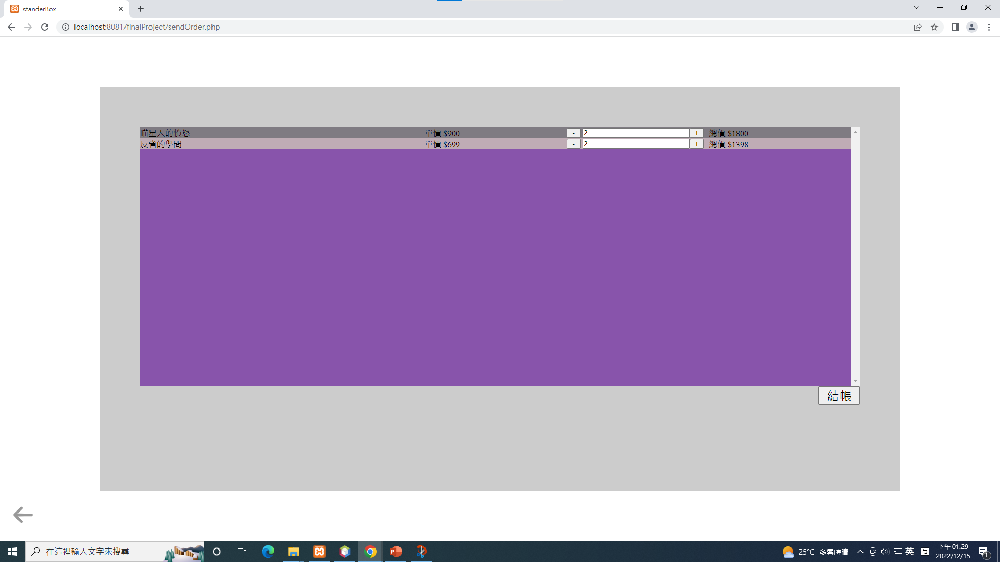 standerBox
localhost:8081/finalProject/sendOrder.php
喵星人的憤怒 單價 $900 - 2 + 總價 $1800
反省的學問 單價 $699 - 2 + 總價 $1398
結帳
在這裡輸入文字來搜尋
25°C 多雲時晴
英
下午 01:29
2022/12/15
1